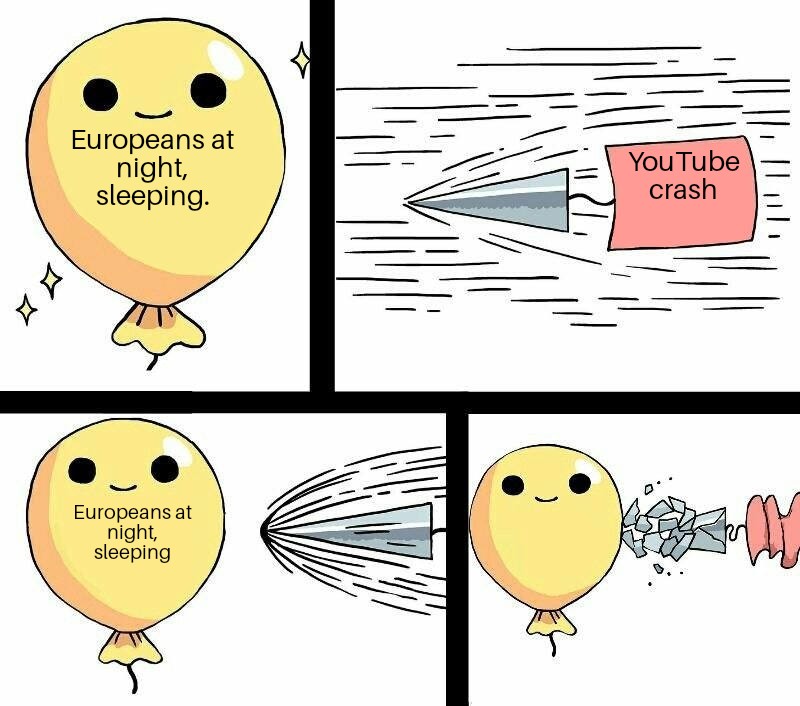 Europeans at
night,
sleeping.
YouTube
crash
Europeans at
night,
sleeping